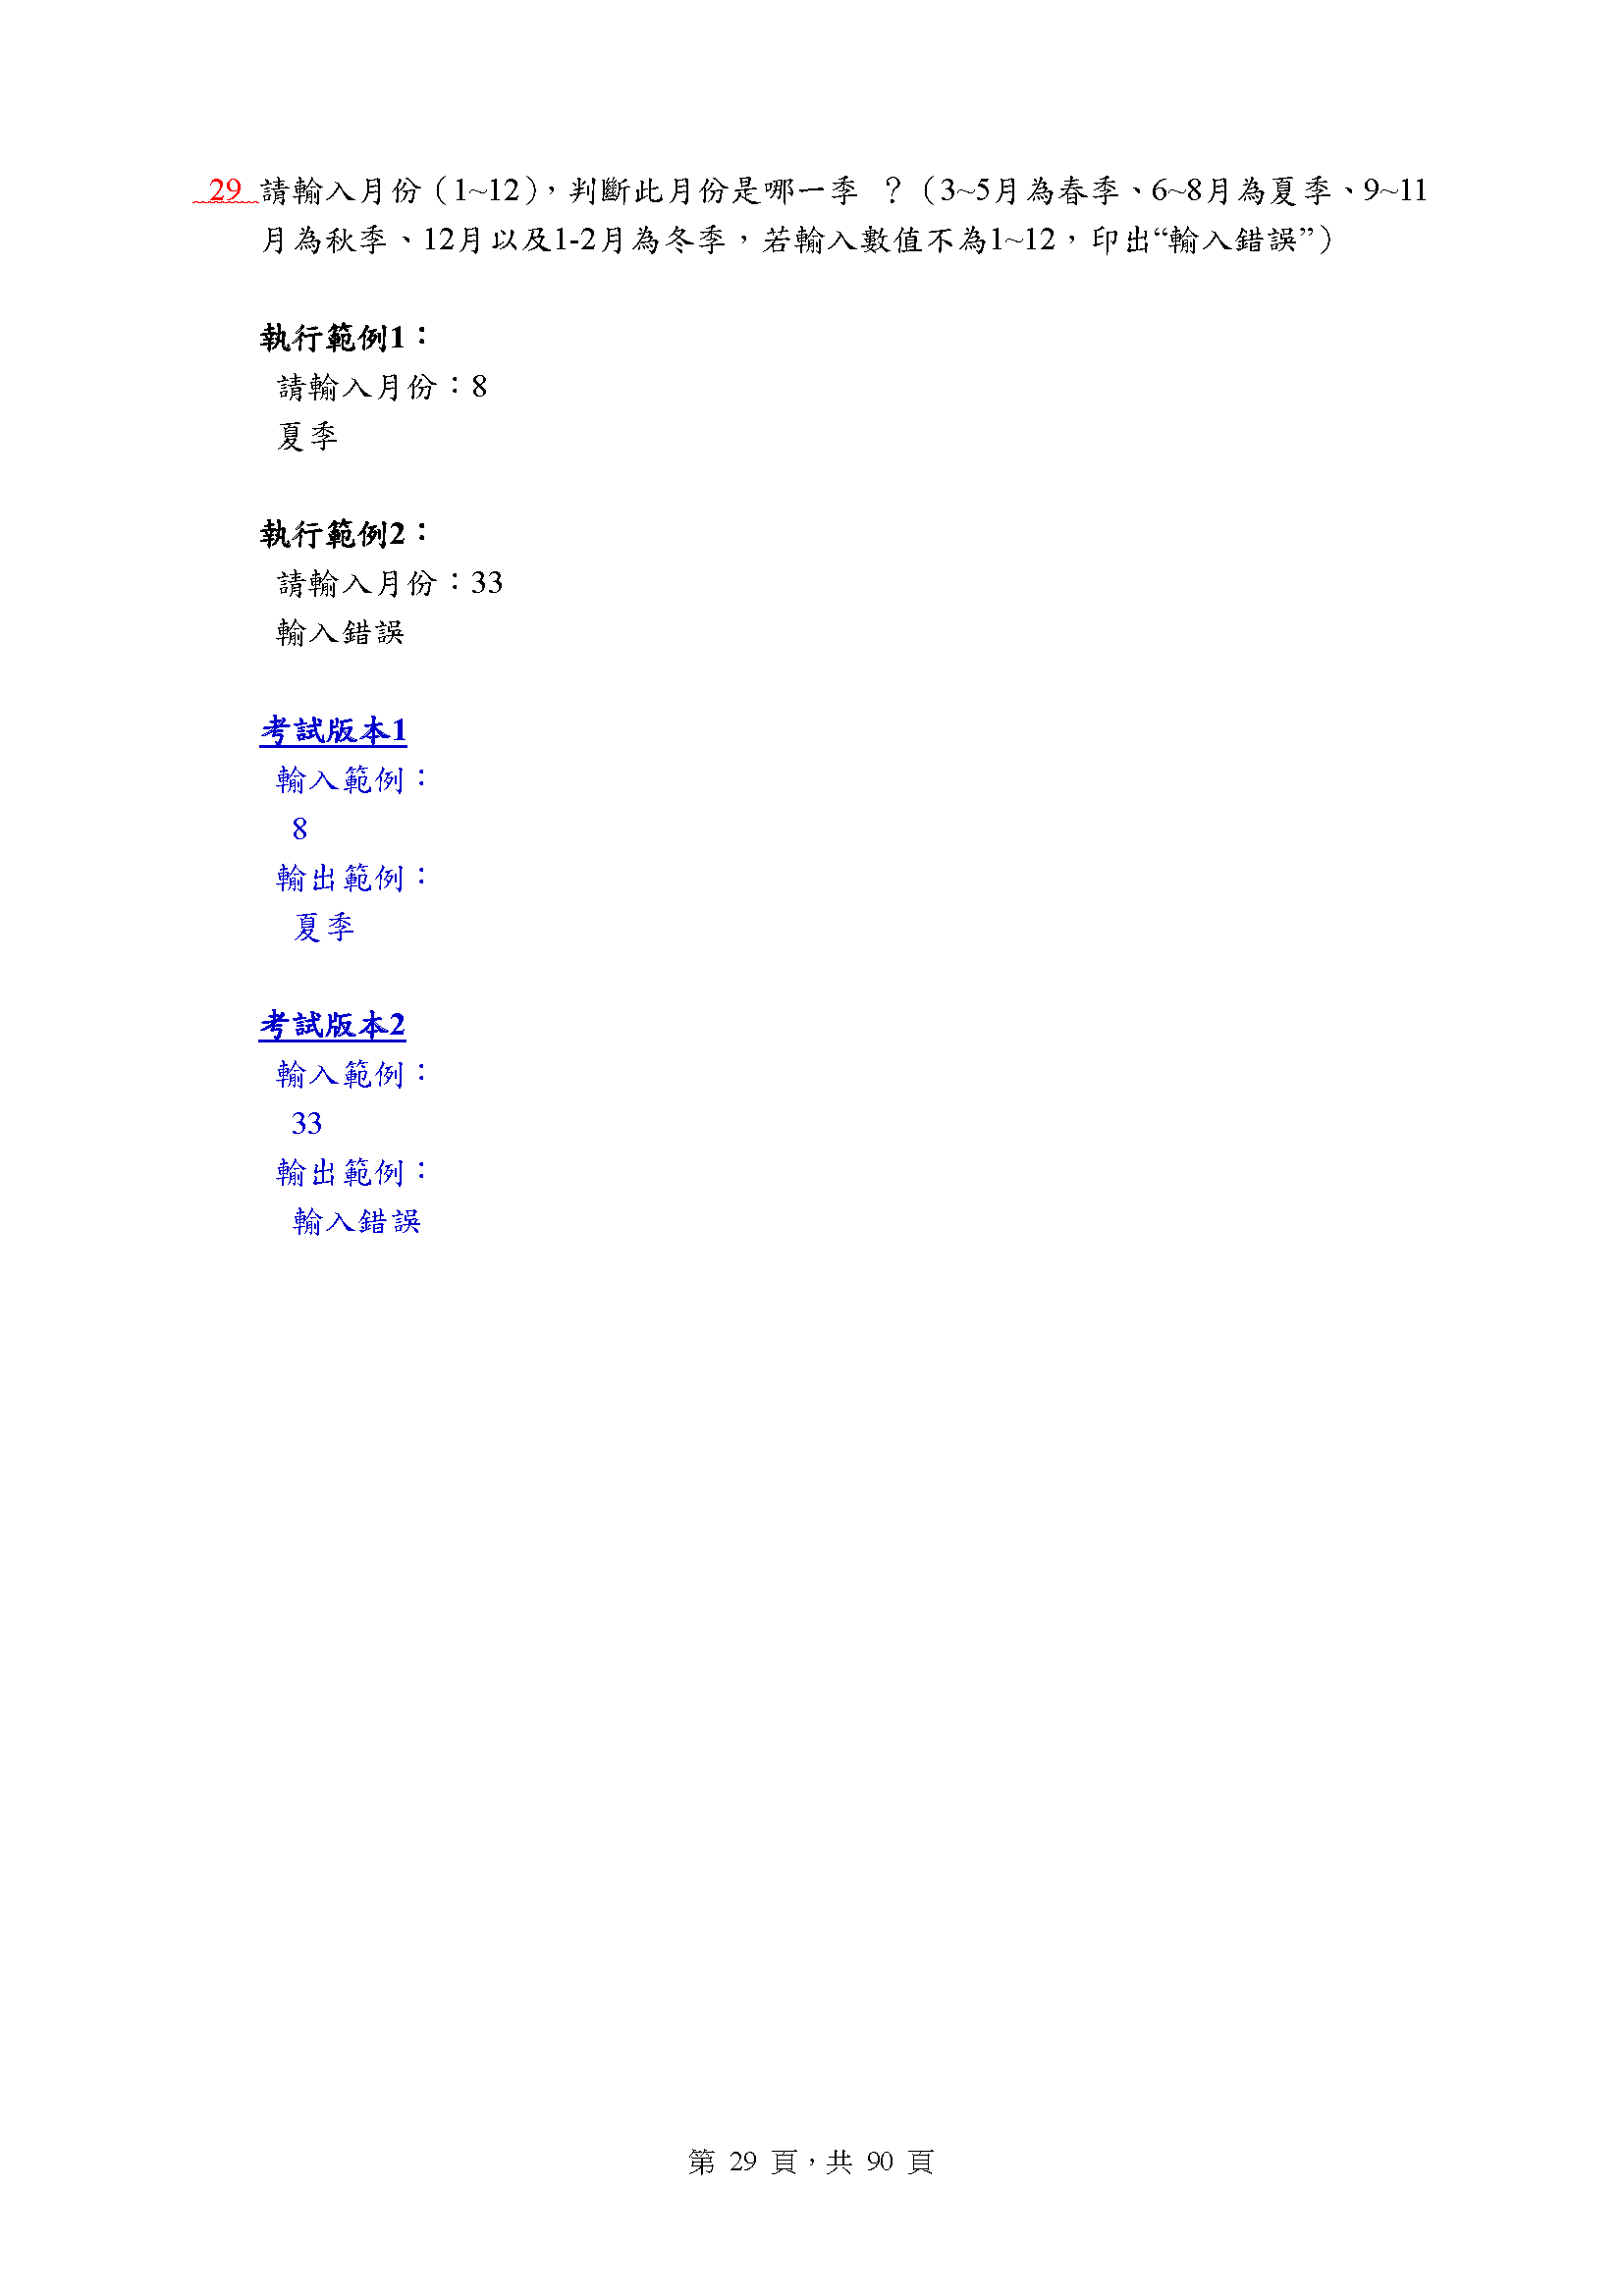 29 請輸入月份（1~12），判斷此月份是哪一季 ？（3~5月為春季、6~8月為夏季、9~11
月為秋季、12月以及1-2月為冬季，若輸入數值不為1~12，印出“輸入錯誤”）
執行範例1：
請輸入月份：8
夏季
執行範例2：
請輸入月份：33
輸入錯誤
考試版本1
輸入範例：
8
輸出範例：
夏季
考試版本2
輸入範例：
33
輸出範例：
輸入錯誤
第 29 頁，共 90 頁